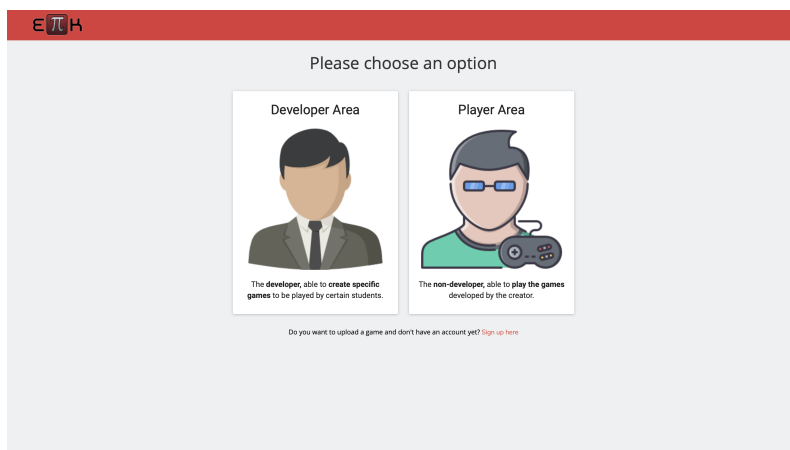 επκ
Please choose an option
Developer Area
Player Area
The developer, able to create specific
games to be played by certain students.
The non-developer, able to play the games
developed by the creator.
Do you want to upload a game and don't have an account yet? Sign up here